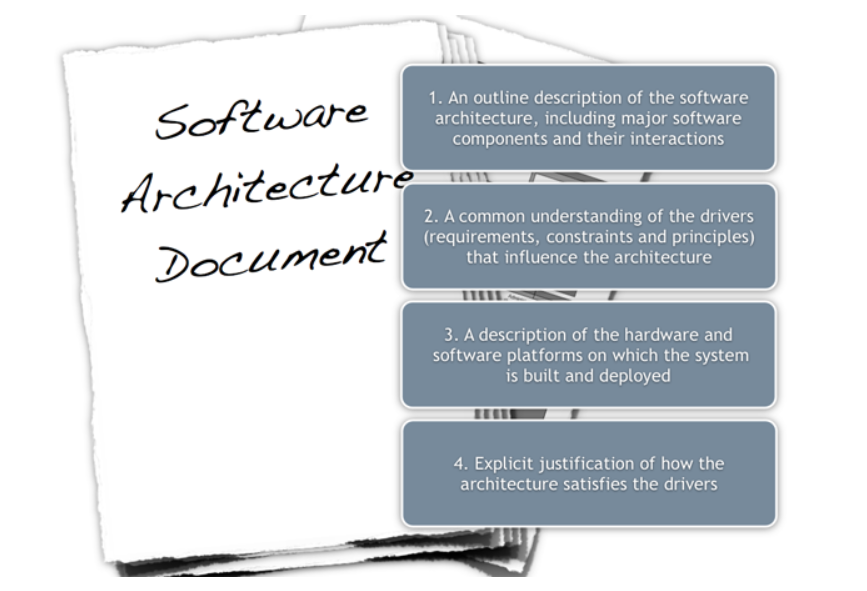 Software
Architecture
Document
1. An outline description of the software
architecture, including major software
components and their interactions
2. A common understanding of the drivers
(requirements, constraints and principles)
that influence the architecture
3. A description of the hardware and
software platforms on which the system
is built and deployed
4. Explicit justification of how the
architecture satisfies the drivers